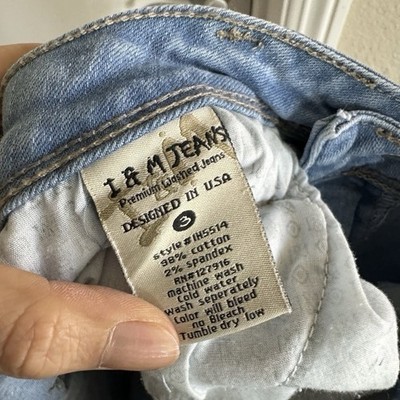 I & M JEANS
Premium Washed Jeans
DESIGNED IN U.S.A
3
style#IH5514
98% Cotton
2% spandex
RN#127916
machine wash
Cold water
wash seperately
Color will bleed
no Bleach
Tumble dry low